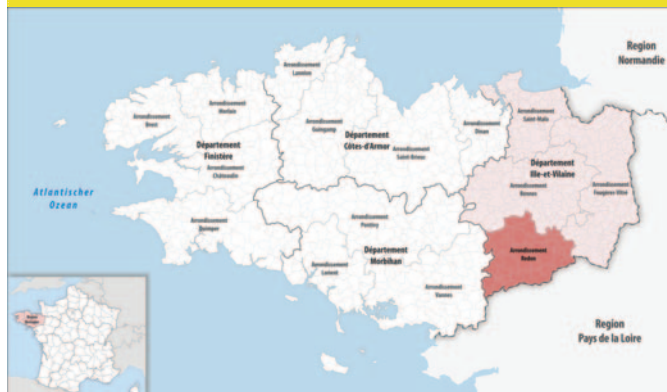 Region
Normandie
Arrondissement
Lannion
Arrondissement
Morlaix
Arrondissement
Brest
Arrondissement
Guingamp
Département
Côtes-d'Armor
Arrondissement
Saint-Brieuc
Arrondissement
Dinan
Arrondissement
Saint-Malo
Département
Finistère
Arrondissement
Châteaulin
Département
Ille-et-Vilaine
Arrondissement
Rennes
Arrondissement
Fougères-Vitré
Atlantischer
Ozean
Arrondissement
Quimper
Arrondissement
Pontivy
Département
Morbihan
Arrondissement
Lorient
Arrondissement
Vannes
Arrondissement
Redon
Region
Bretagne
Region
Pays de la Loire